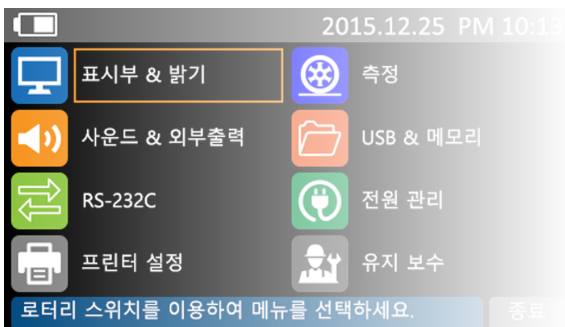 2015.12.25 PM 10:13
표시부 & 밝기
측정
사운드 & 외부출력
USB & 메모리
RS-232C
전원 관리
프린터 설정
유지 보수
로터리 스위치를 이용하여 메뉴를 선택하세요.
종료